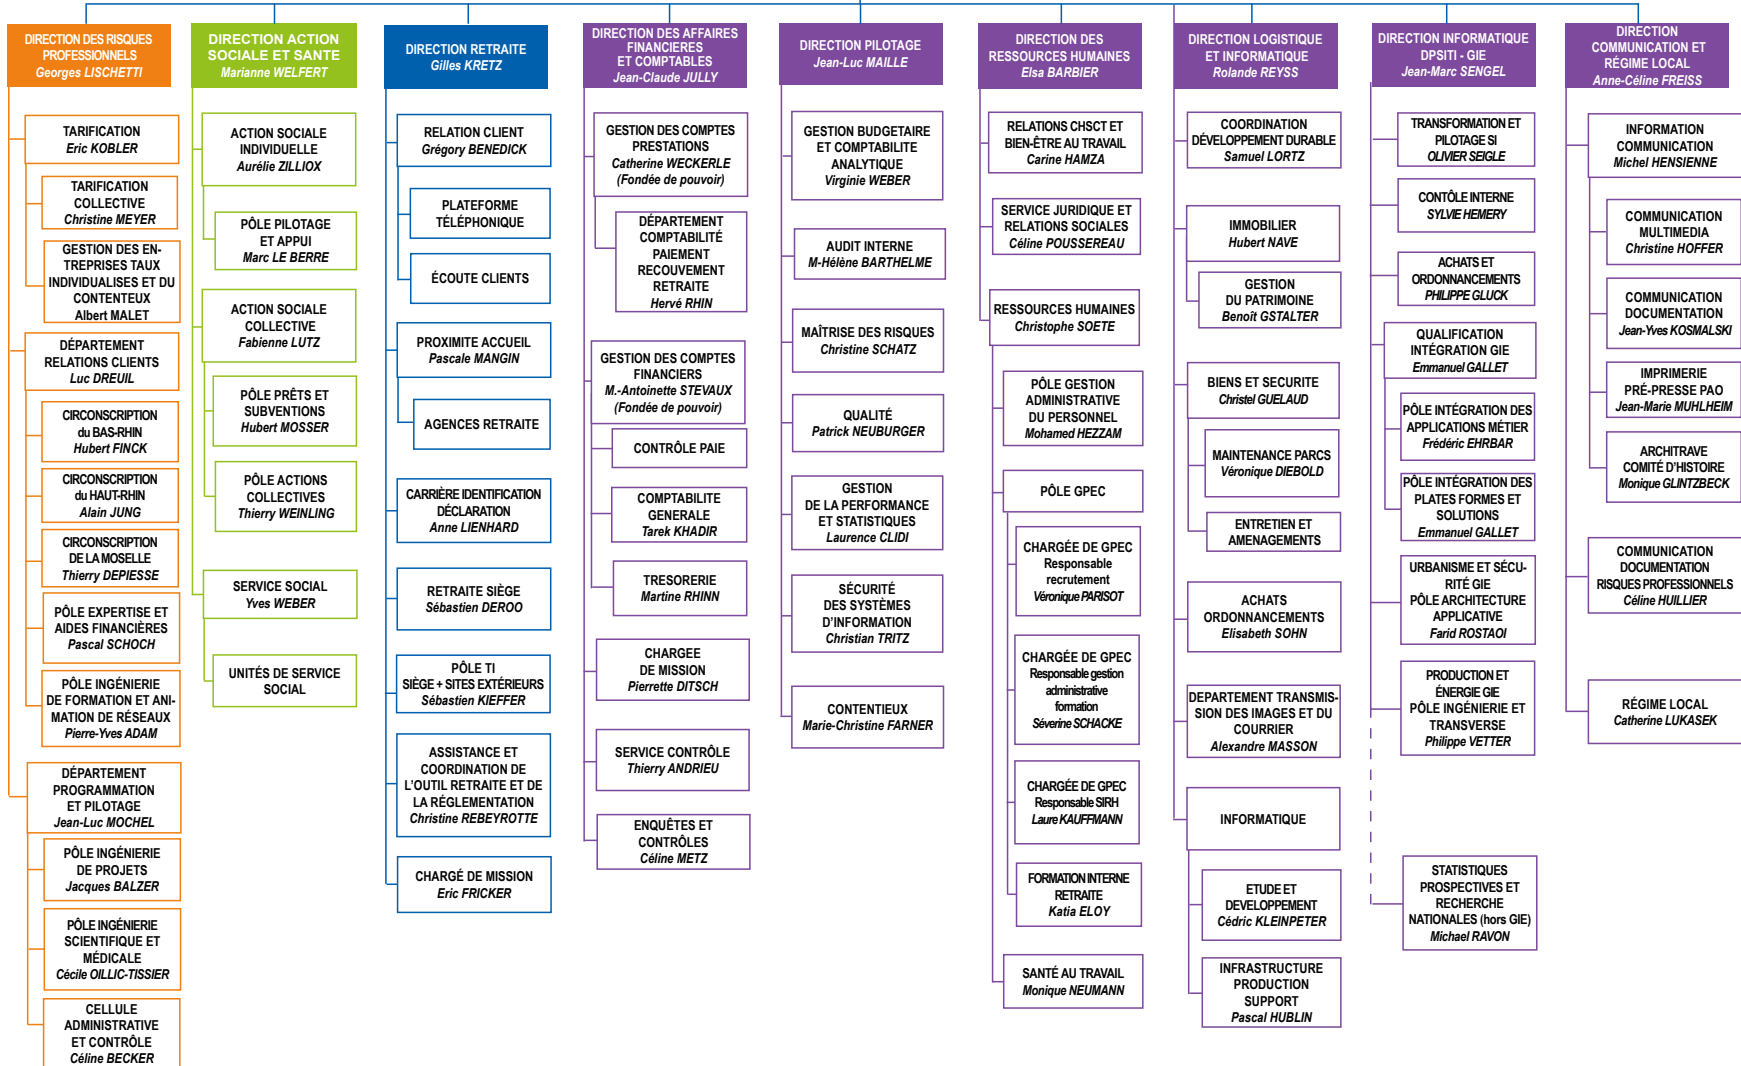 DIRECTION DES RISQUES
PROFESSIONNELS
Georges LISCHETTI
TARIFICATION
Eric KOBLER
TARIFICATION
COLLECTIVE
Christine MEYER
GESTION DES EN-
TREPRISES TAUX
INDIVIDUALISES ET DU
CONTENTEUX
Albert MALET
DÉPARTEMENT
RELATIONS CLIENTS
Luc DREUIL
CIRCONSCRIPTION
du BAS-RHIN
Hubert FINCK
CIRCONSCRIPTION
du HAUT-RHIN
Alain JUNG
CIRCONSCRIPTION
DE LA MOSELLE
Thierry DEPIESSE
PÔLE EXPERTISE ET
AIDES FINANCIÈRES
Pascal SCHOCH
PÔLE INGÉNIERIE
DE FORMATION ET ANI-
MATION DE RÉSEAUX
Pierre-Yves ADAM
DÉPARTEMENT
PROGRAMMATION
ET PILOTAGE
Jean-Luc MOCHEL
PÔLE INGÉNIERIE
DE PROJETS
Jacques BALZER
PÔLE INGÉNIERIE
SCIENTIFIQUE ET
MÉDICALE
Cécile OILLIC-TISSIER
CELLULE
ADMINISTRATIVE
ET CONTRÔLE
Céline BECKER
DIRECTION ACTION
SOCIALE ET SANTE
Marianne WELFERT
ACTION SOCIALE
INDIVIDUELLE
Aurélie ZILLIOX
PÔLE PILOTAGE
ET APPUI
Marc LE BERRE
ACTION SOCIALE
COLLECTIVE
Fabienne LUTZ
PÔLE PRÊTS ET
SUBVENTIONS
Hubert MOSSER
PÔLE ACTIONS
COLLECTIVES
Thierry WEINLING
SERVICE SOCIAL
Yves WEBER
UNITÉS DE SERVICE
SOCIAL
DIRECTION RETRAITE
Gilles KRETZ
RELATION CLIENT
Grégory BENEDICK
PLATEFORME
TÉLÉPHONIQUE
ÉCOUTE CLIENTS
PROXIMITE ACCUEIL
Pascale MANGIN
AGENCES RETRAITE
CARRIÈRE IDENTIFICATION
DÉCLARATION
Anne LIENHARD
RETRAITE SIÈGE
Sébastien DEROO
PÔLE TI
SIÈGE + SITES EXTÉRIEURS
Sébastien KIEFFER
ASSISTANCE ET
COORDINATION DE
L'OUTIL RETRAITE ET DE
LA RÉGLEMENTATION
Christine REBEYROTTE
CHARGÉ DE MISSION
Eric FRICKER
DIRECTION DES AFFAIRES
FINANCIERES
ET COMPTABLES
Jean-Claude JULLY
GESTION DES COMPTES
PRESTATIONS
Catherine WECKERLE
(Fondée de pouvoir)
DÉPARTEMENT
COMPTABILITÉ
PAIEMENT
RECOUVEMENT
RETRAITE
Hervé RHIN
GESTION DES COMPTES
FINANCIERS
M.-Antoinette STEVAUX
(Fondée de pouvoir)
CONTRÔLE PAIE
COMPTABILITE
GENERALE
Tarek KHADIR
TRESORERIE
Martine RHINN
CHARGEE
DE MISSION
Pierrette DITSCH
SERVICE CONTRÔLE
Thierry ANDRIEU
ENQUÊTES ET
CONTRÔLES
Céline METZ
DIRECTION PILOTAGE
Jean-Luc MAILLE
GESTION BUDGETAIRE
ET COMPTABILITE
ANALYTIQUE
Virginie WEBER
AUDIT INTERNE
M-Hélène BARTHELME
MAÎTRISE DES RISQUES
Christine SCHATZ
QUALITÉ
Patrick NEUBURGER
GESTION
DE LA PERFORMANCE
ET STATISTIQUES
Laurence CLIDI
SÉCURITÉ
DES SYSTÈMES
D'INFORMATION
Christian TRITZ
CONTENTIEUX
Marie-Christine FARNER
DIRECTION DES
RESSOURCES HUMAINES
Elsa BARBIER
RELATIONS CHSCT ET
BIEN-ÊTRE AU TRAVAIL
Carine HAMZA
SERVICE JURIDIQUE ET
RELATIONS SOCIALES
Céline POUSSEREAU
RESSOURCES HUMAINES
Christophe SOETE
PÔLE GESTION
ADMINISTRATIVE
DU PERSONNEL
Mohamed HEZZAM
PÔLE GPEC
CHARGÉE DE GPEC
Responsable
recrutement
Véronique PARISOT
CHARGÉE DE GPEC
Responsable gestion
administrative
formation
Séverine SCHACKE
CHARGÉE DE GPEC
Responsable SIRH
Laure KAUFFMANN
FORMATION INTERNE
RETRAITE
Katia ELOY
SANTÉ AU TRAVAIL
Monique NEUMANN
DIRECTION LOGISTIQUE
ET INFORMATIQUE
Rolande REYSS
COORDINATION
DÉVELOPPEMENT DURABLE
Samuel LORTZ
IMMOBILIER
Hubert NAVE
GESTION
DU PATRIMOINE
Benoît GSTALTER
BIENS ET SECURITE
Christel GUELAUD
MAINTENANCE PARCS
Véronique DIEBOLD
ENTRETIEN ET
AMENAGEMENTS
ACHATS
ORDONNANCEMENTS
Elisabeth SOHN
DEPARTEMENT TRANSMIS-
SION DES IMAGES ET DU
COURRIER
Alexandre MASSON
INFORMATIQUE
ETUDE ET
DEVELOPPEMENT
Cédric KLEINPETER
INFRASTRUCTURE
PRODUCTION
SUPPORT
Pascal HUBLIN
DIRECTION INFORMATIQUE
DPSITI - GIE
Jean-Marc SENGEL
TRANSFORMATION ET
PILOTAGE SI
OLIVIER SEIGLE
CONTÔLE INTERNE
SYLVIE HEMERY
ACHATS ET
ORDONNANCEMENTS
PHILIPPE GLUCK
QUALIFICATION
INTÉGRATION GIE
Emmanuel GALLET
PÔLE INTÉGRATION DES
APPLICATIONS MÉTIER
Frédéric EHRBAR
PÔLE INTÉGRATION DES
PLATES FORMES ET
SOLUTIONS
Emmanuel GALLET
URBANISME ET SÉCU-
RITÉ GIE
PÔLE ARCHITECTURE
APPLICATIVE
Farid ROSTAOI
PRODUCTION ET
ÉNERGIE GIE
PÔLE INGÉNIERIE ET
TRANSVERSE
Philippe VETTER
STATISTIQUES
PROSPECTIVES ET
RECHERCHE
NATIONALES (hors GIE)
Michael RAVON
DIRECTION
COMMUNICATION ET
RÉGIME LOCAL
Anne-Céline FREISS
INFORMATION
COMMUNICATION
Michel HENSIENNE
COMMUNICATION
MULTIMEDIA
Christine HOFFER
COMMUNICATION
DOCUMENTATION
Jean-Yves KOSMALSKI
IMPRIMERIE
PRÉ-PRESSE PAO
Jean-Marie MUHLHEIM
ARCHITRAVE
COMITÉ D'HISTOIRE
Monique GLINTZBECK
COMMUNICATION
DOCUMENTATION
RISQUES PROFESSIONNELS
Céline HUILLIER
RÉGIME LOCAL
Catherine LUKASEK